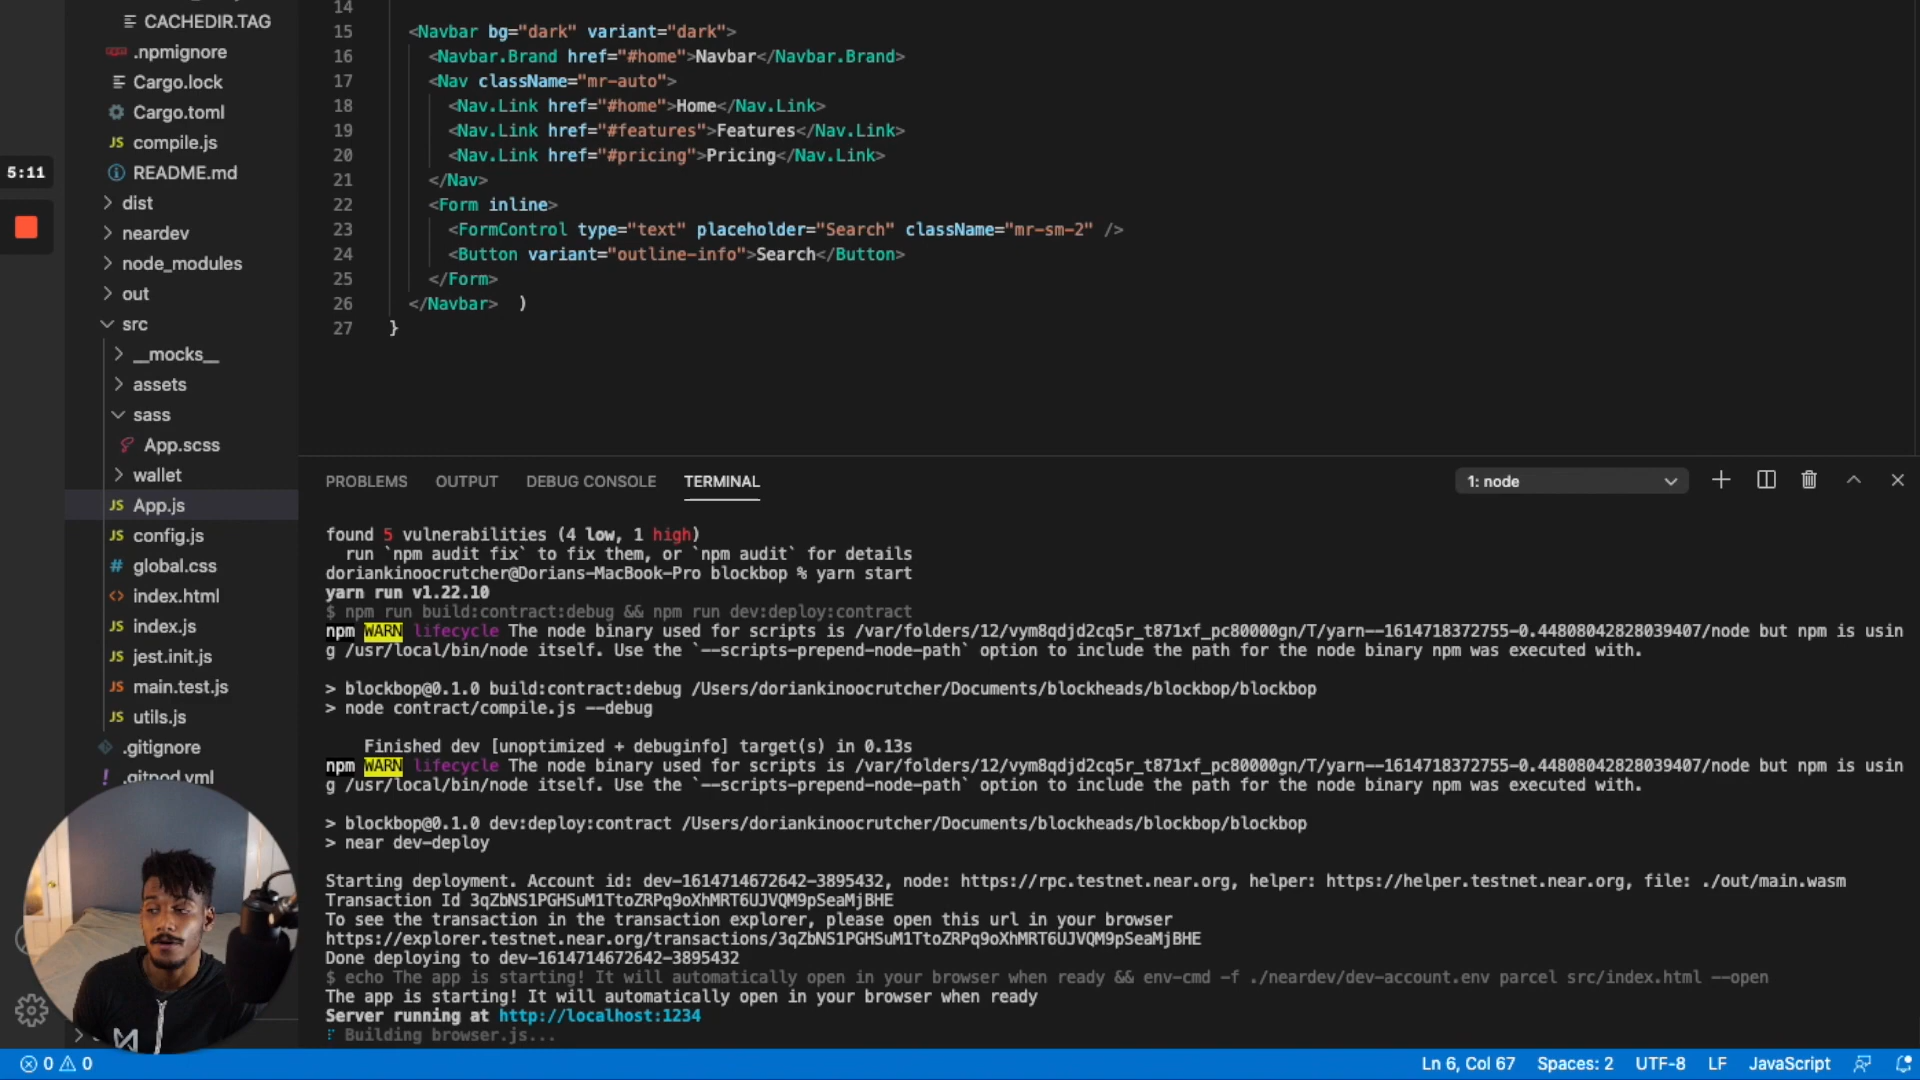 CACHEDIR.TAG
.npmignore
Cargo.lock
Cargo.toml
compile.js
README.md
dist
neardev
node_modules
out
src
__mocks__
assets
sass
App.scss
wallet
App.js
config.js
global.css
index.html
index.js
jest.init.js
main.test.js
utils.js
.gitignore
.gitpod.yml
5:11
14
15 <Navbar bg="dark" variant="dark">
16 <Navbar.Brand href="#home">Navbar</Navbar.Brand>
17 <Nav className="mr-auto">
18 <Nav.Link href="#home">Home</Nav.Link>
19 <Nav.Link href="#features">Features</Nav.Link>
20 <Nav.Link href="#pricing">Pricing</Nav.Link>
21 </Nav>
22 <Form inline>
23 <FormControl type="text" placeholder="Search" className="mr-sm-2" />
24 <Button variant="outline-info">Search</Button>
25 </Form>
26 </Navbar> )
27 }
PROBLEMS OUTPUT DEBUG CONSOLE TERMINAL 1: node
found 5 vulnerabilities (4 low, 1 high)
run `npm audit fix` to fix them, or `npm audit` for details
doriankinoocrutcher@Dorians-MacBook-Pro blockbop % yarn start
yarn run v1.22.10
$ npm run build:contract:debug && npm run dev:deploy:contract
npm WARN lifecycle The node binary used for scripts is /var/folders/12/vym8qdjd2cq5r_t871xf_pc80000gn/T/yarn--1614718372755-0.44808042828039407/node but npm is usin
g /usr/local/bin/node itself. Use the `--scripts-prepend-node-path` option to include the path for the node binary npm was executed with.
> blockbop@0.1.0 build:contract:debug /Users/doriankinoocrutcher/Documents/blockheads/blockbop/blockbop
> node contract/compile.js --debug
Finished dev [unoptimized + debuginfo] target(s) in 0.13s
npm WARN lifecycle The node binary used for scripts is /var/folders/12/vym8qdjd2cq5r_t871xf_pc80000gn/T/yarn--1614718372755-0.44808042828039407/node but npm is usin
g /usr/local/bin/node itself. Use the `--scripts-prepend-node-path` option to include the path for the node binary npm was executed with.
> blockbop@0.1.0 dev:deploy:contract /Users/doriankinoocrutcher/Documents/blockheads/blockbop/blockbop
> near dev-deploy
Starting deployment. Account id: dev-1614714672642-3895432, node: https://rpc.testnet.near.org, helper: https://helper.testnet.near.org, file: ./out/main.wasm
Transaction Id 3qZbNS1PGHSuM1TtoZRPq9oXhMRT6UJVQM9pSeaMjBHE
To see the transaction in the transaction explorer, please open this url in your browser
https://explorer.testnet.near.org/transactions/3qZbNS1PGHSuM1TtoZRPq9oXhMRT6UJVQM9pSeaMjBHE
Done deploying to dev-1614714672642-3895432
$ echo The app is starting! It will automatically open in your browser when ready && env-cmd -f ./neardev/dev-account.env parcel src/index.html --open
The app is starting! It will automatically open in your browser when ready
Server running at http://localhost:1234
Building browser.js...
0 0 Ln 6, Col 67 Spaces: 2 UTF-8 LF JavaScript